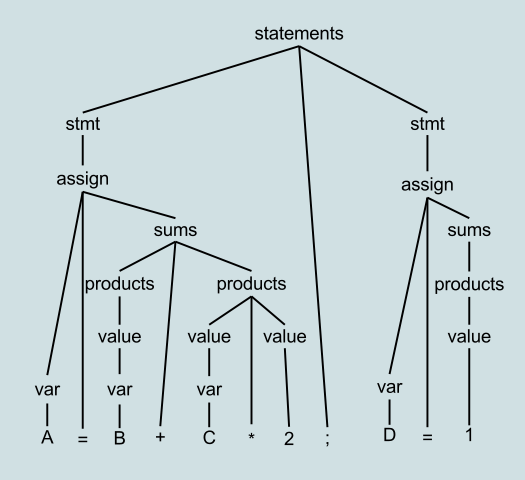 statements
stmt stmt
assign assign
sums sums
products products products
value value value value
var var var var
A = B + C * 2 ; D = 1